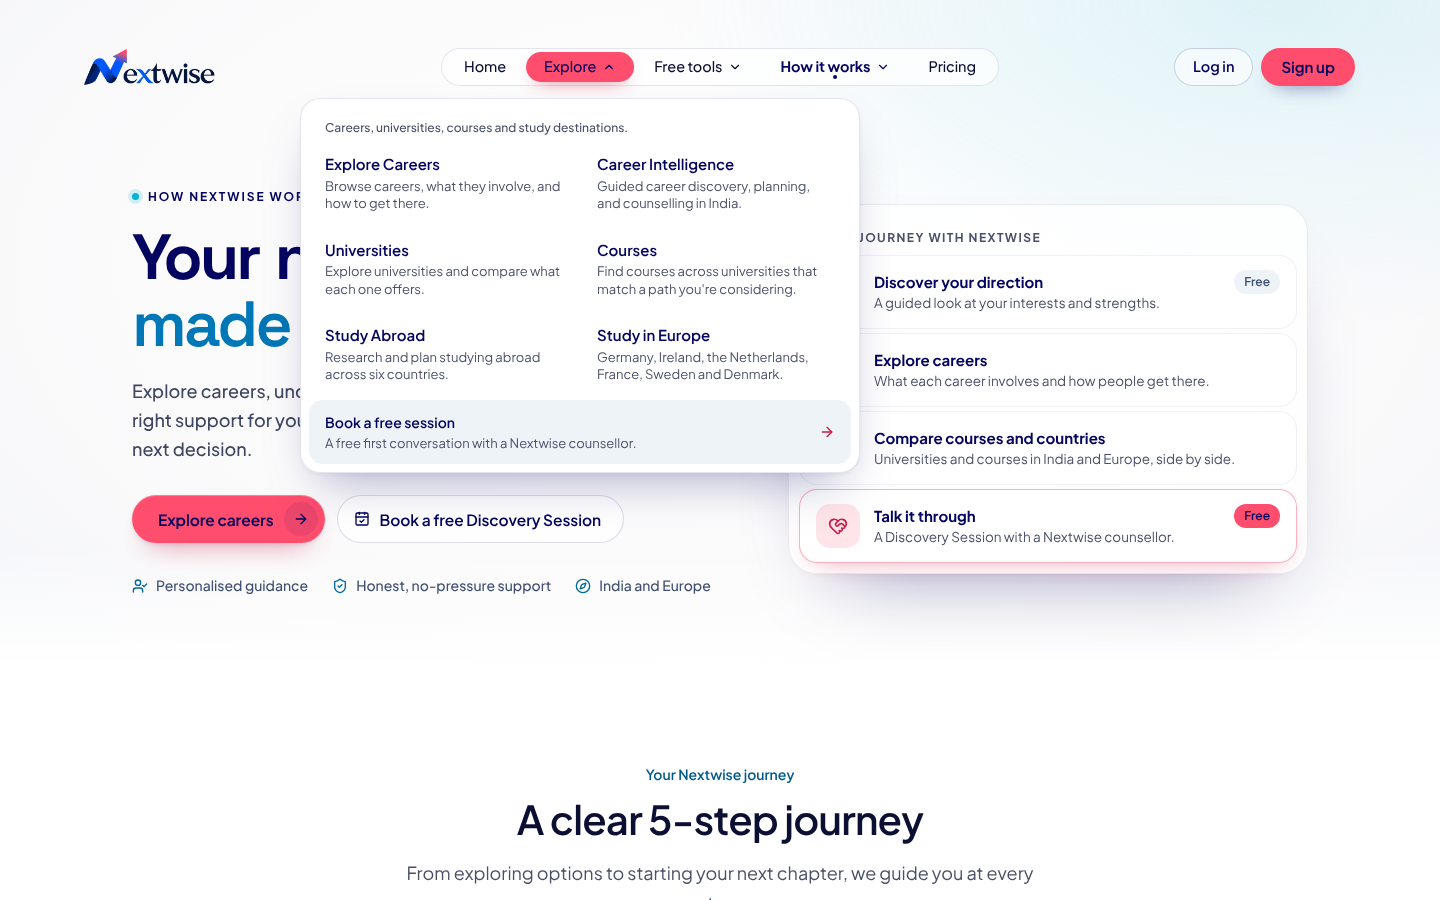 Nextwise
Home
Explore
Free tools
How it works
Pricing
Log in
Sign up
Careers, universities, courses and study destinations.
Explore Careers
Browse careers, what they involve, and
how to get there.
Career Intelligence
Guided career discovery, planning,
and counselling in India.
Universities
Explore universities and compare what
each one offers.
Courses
Find courses across universities that
match a path you're considering.
Study Abroad
Research and plan studying abroad
across six countries.
Study in Europe
Germany, Ireland, the Netherlands,
France, Sweden and Denmark.
Book a free session
A free first conversation with a Nextwise counsellor.
HOW NEXTWISE
Your
made
Explore careers,
right support for
next decision.
Explore careers
Book a free Discovery Session
Personalised guidance
Honest, no-pressure support
India and Europe
JOURNEY WITH NEXTWISE
Discover your direction
Free
A guided look at your interests and strengths.
Explore careers
What each career involves and how people get there.
Compare courses and countries
Universities and courses in India and Europe, side by side.
Talk it through
Free
A Discovery Session with a Nextwise counsellor.
Your Nextwise journey
A clear 5-step journey
From exploring options to starting your next chapter, we guide you at every